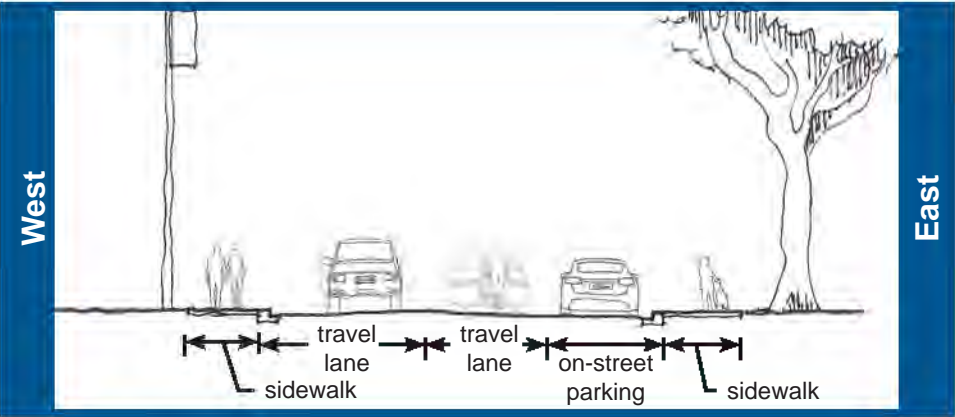 West
East
travel
lane
travel
lane
on-street
parking
sidewalk
sidewalk